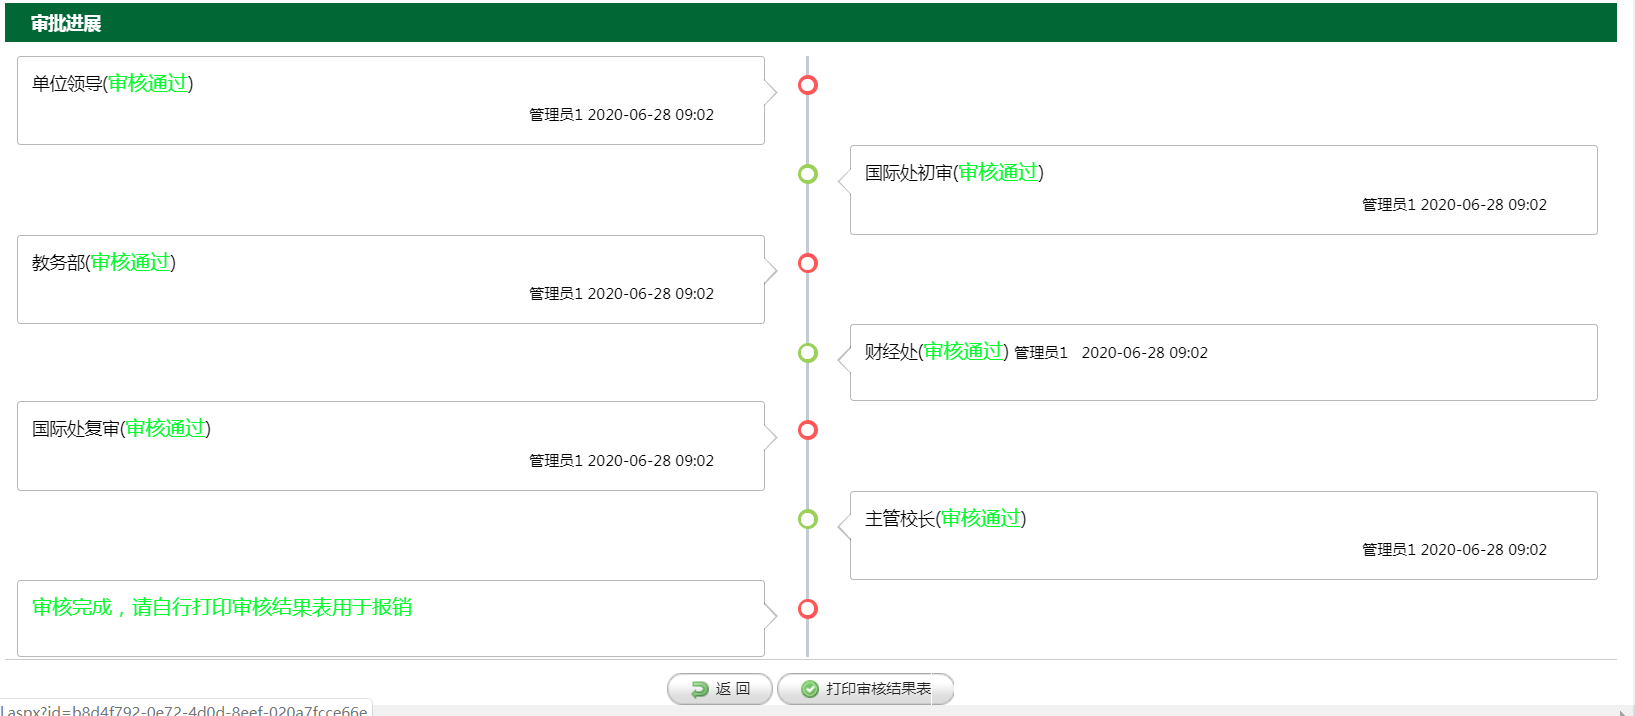 审批进展
单位领导(审核通过)
管理员1 2020-06-28 09:02
国际处初审(审核通过)
管理员1 2020-06-28 09:02
教务部(审核通过)
管理员1 2020-06-28 09:02
财经处(审核通过) 管理员1 2020-06-28 09:02
国际处复审(审核通过)
管理员1 2020-06-28 09:02
主管校长(审核通过)
管理员1 2020-06-28 09:02
审核完成，请自行打印审核结果表用于报销
返 回 打印审核结果表
l.aspx?id=b8d4f792-0e72-4d0d-8eef-020a7fcce66e